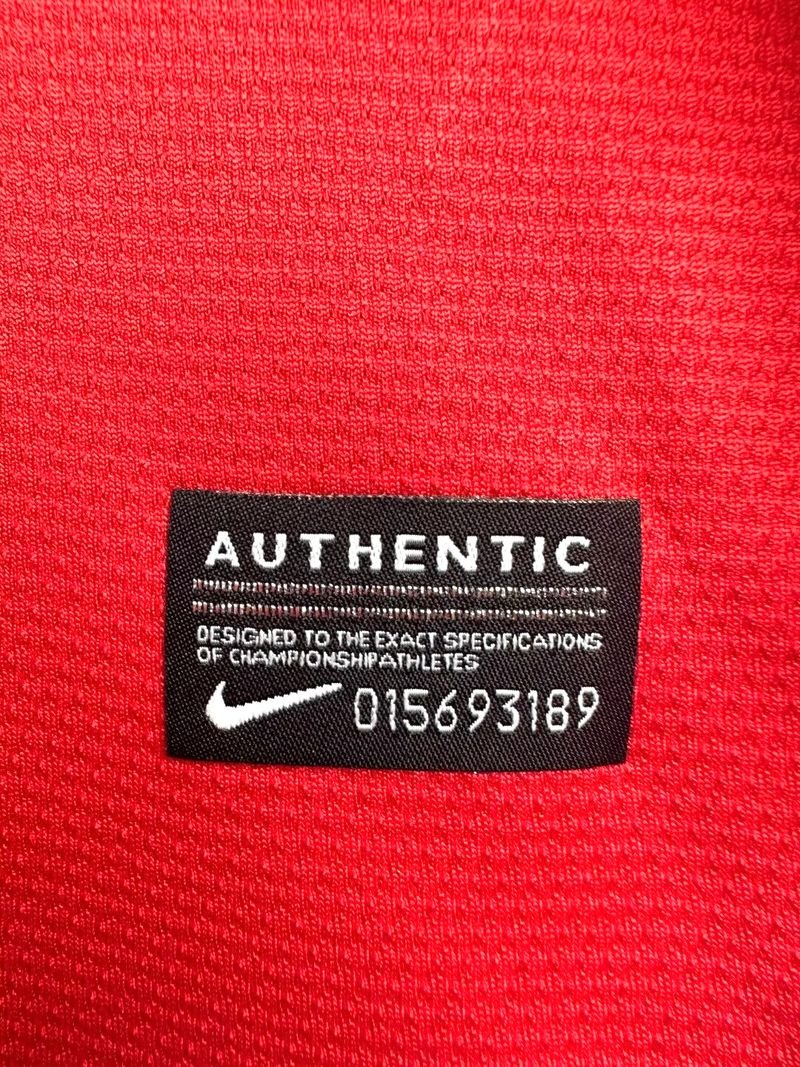 AUTHENTIC
DESIGNED TO THE EXACT SPECIFICATIONS
OF CHAMPIONSHIPATHLETES
015693189